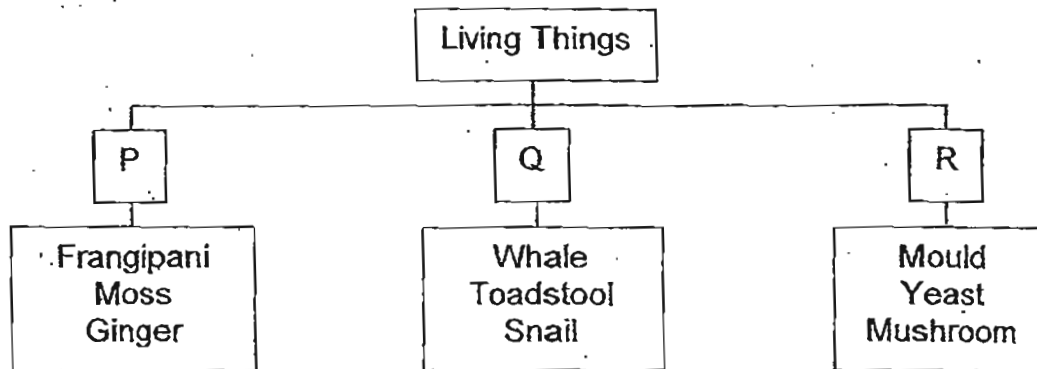 Living Things
P
Q
R
Frangipani
Moss
Ginger
Whale
Toadstool
Snail
Mould
Yeast
Mushroom